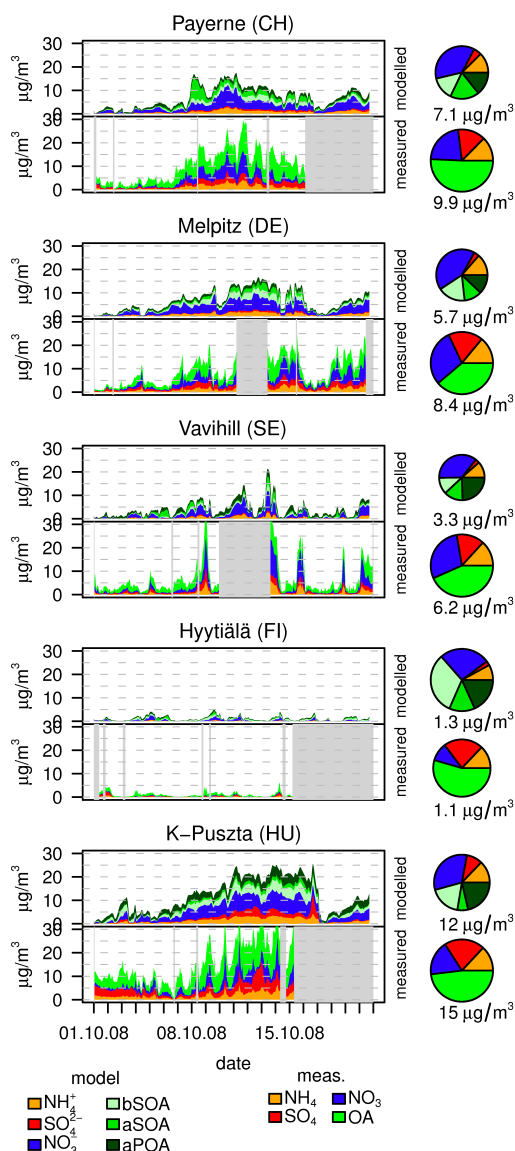 Payerne (CH)
30
20
10
0
30
20
10
0
µg/m³
µg/m³
modelled
measured
7.1 µg/m³
9.9 µg/m³
Melpitz (DE)
30
20
10
0
30
20
10
0
µg/m³
µg/m³
modelled
measured
5.7 µg/m³
8.4 µg/m³
Vavihill (SE)
30
20
10
0
30
20
10
0
µg/m³
µg/m³
modelled
measured
3.3 µg/m³
6.2 µg/m³
Hyytiälä (FI)
30
20
10
0
30
20
10
0
µg/m³
µg/m³
modelled
measured
1.3 µg/m³
1.1 µg/m³
K−Puszta (HU)
30
20
10
0
30
20
10
0
µg/m³
µg/m³
modelled
measured
12 µg/m³
15 µg/m³
01.10.08 08.10.08 15.10.08
date
model
NH₄⁺ bSOA
SO₄²⁻ aSOA
NO₃⁻ aPOA
meas.
NH₄ NO₃
SO₄ OA